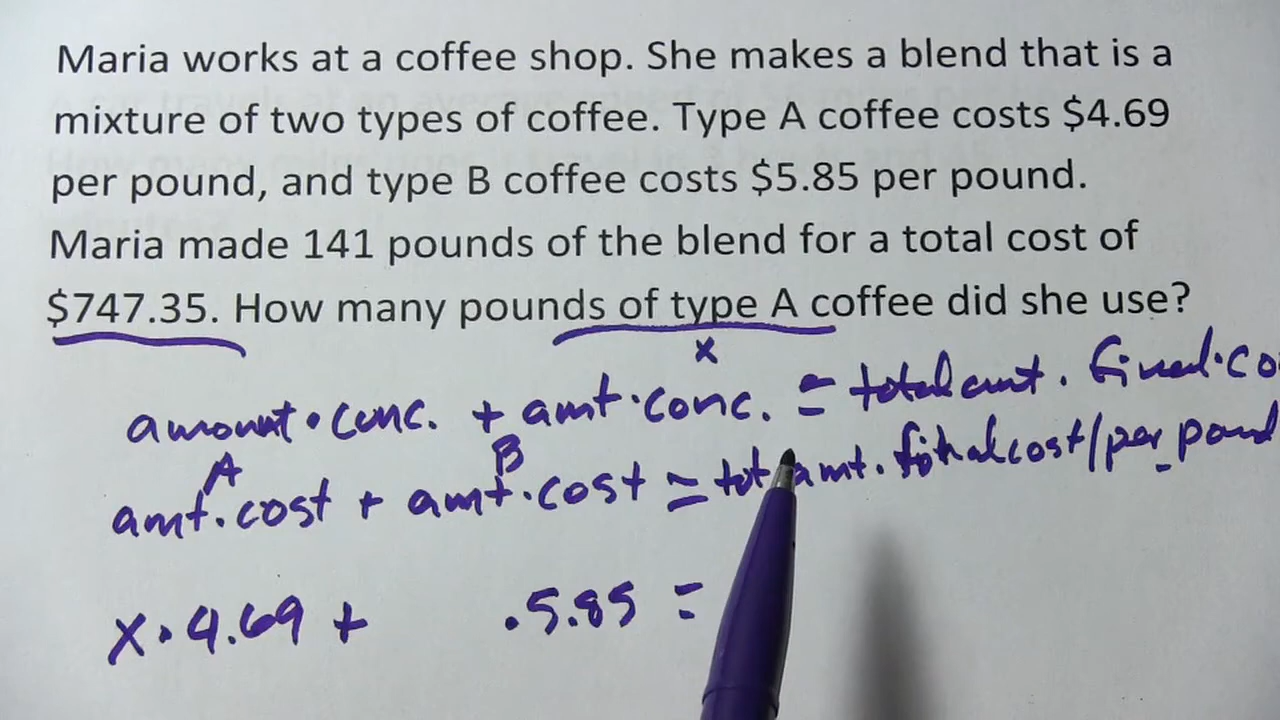 Maria works at a coffee shop. She makes a blend that is a
mixture of two types of coffee. Type A coffee costs $4.69
per pound, and type B coffee costs $5.85 per pound.
Maria made 141 pounds of the blend for a total cost of
$747.35. How many pounds of type A coffee did she use?
x
amount · conc. + amt · conc. = total amt. final · co
A B
amt. · cost + amt · cost = tot amt. final cost/per pound
x · 4.69 + · 5.85 =